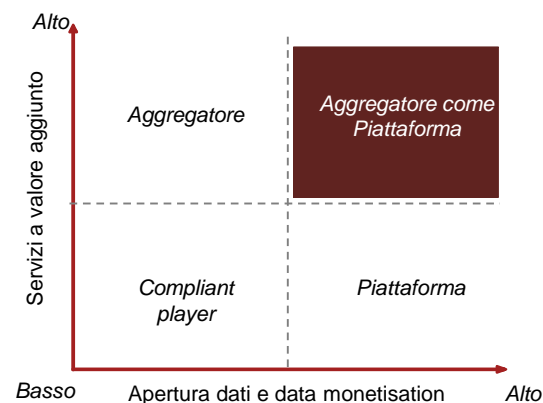 Alto
Servizi a valore aggiunto
Aggregatore
Aggregatore come
Piattaforma
Compliant
player
Piattaforma
Basso
Apertura dati e data monetisation
Alto